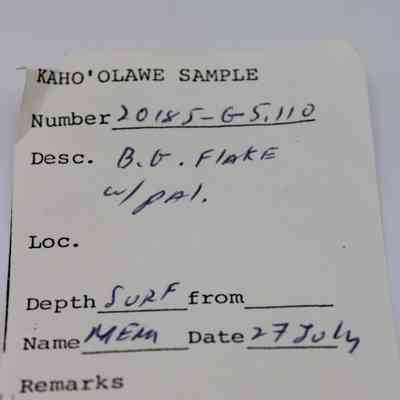 KAHO'OLAWE SAMPLE
Number 20185-G5.110
Desc. B.G. FLAKE
w/ pal.
Loc.
Depth SURF from
Name MEM Date 27 July
Remarks